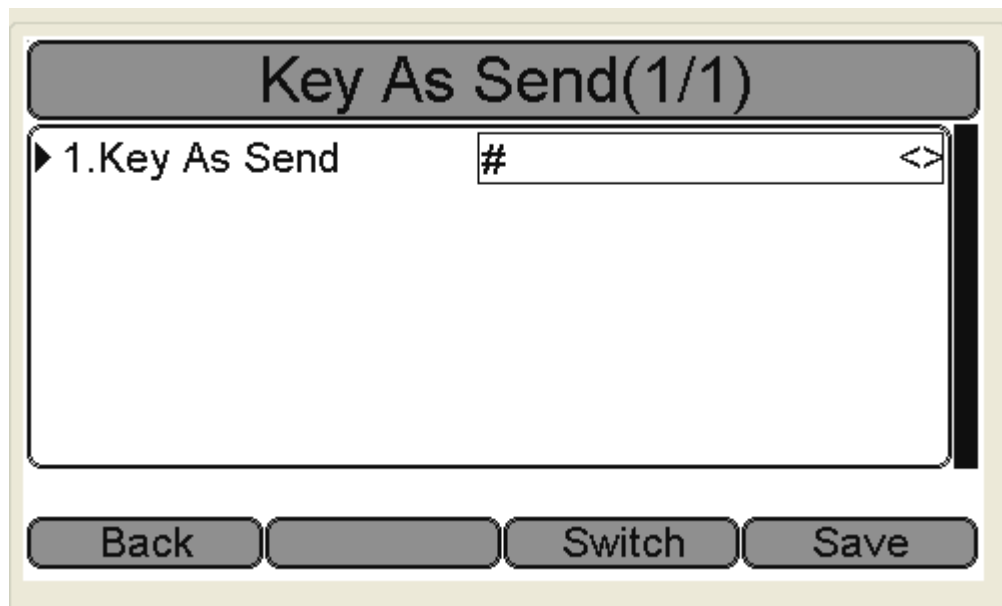 Key As Send(1/1)
1.Key As Send # <>
Back Switch Save